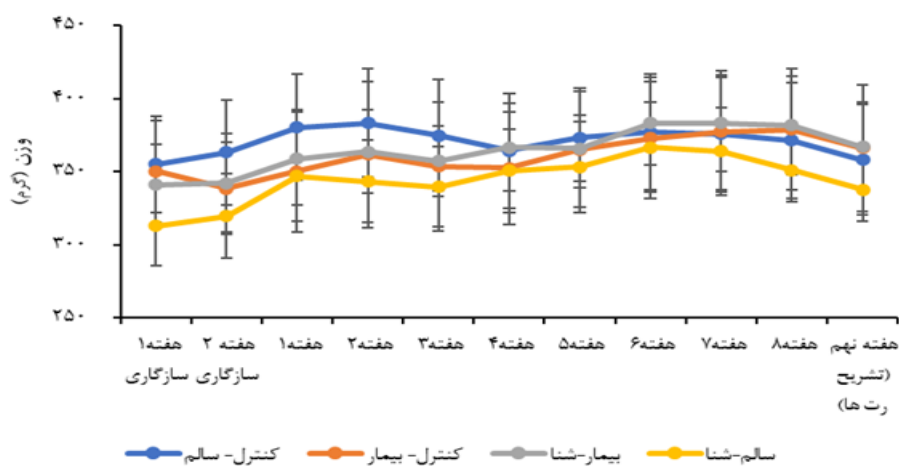 ۴۵۰
۴۰۰
۳۵۰
۳۰۰
۲۵۰
وزن (گرم)
هفته۱ سازگاری
هفته ۲ سازگاری
هفته۱
هفته۲
هفته۳
هفته۴
هفته۵
هفته۶
هفته۷
هفته۸
هفته نهم
(تشریح
رت ها)
کنترل- سالم
کنترل- بیمار
بیمار-شنا
سالم-شنا